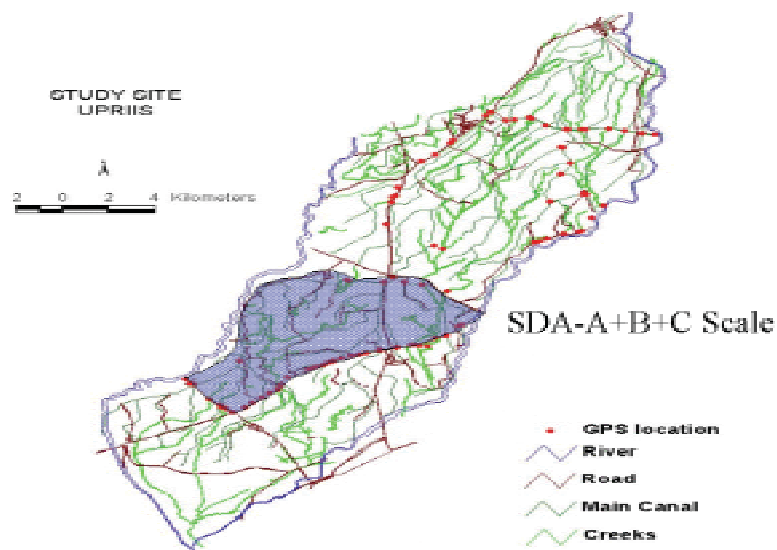 STUDY SITE
UPRIIS
Å
2 0 2 4 Kilometers
SDA-A+B+C Scale
GPS location
River
Road
Main Canal
Creeks